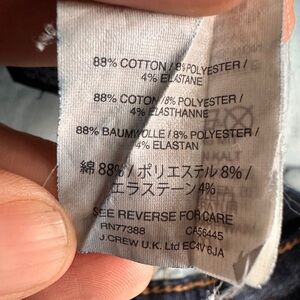 88% COTTON / 8% POLYESTER /
4% ELASTANE
88% COTON / 8% POLYESTER /
4% ELASTHANNE
88% BAUMWOLLE / 8% POLYESTER /
4% ELASTAN
綿 88% / ポリエステル 8% /
エラステーン 4%
SEE REVERSE FOR CARE
RN77388 CA56445
J.CREW U.K. Ltd EC4V 6JA